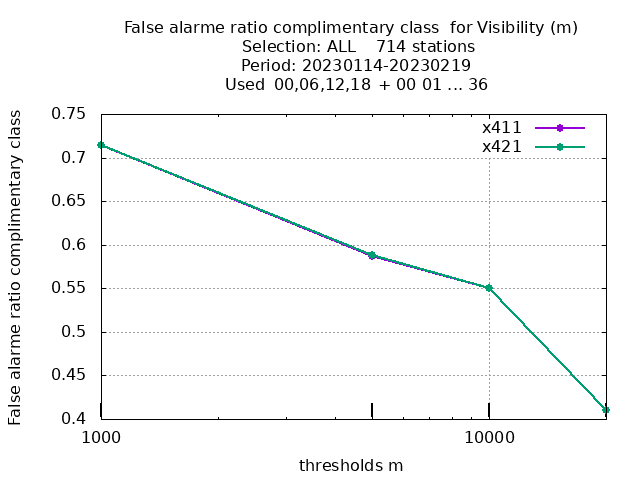 False alarme ratio complimentary class  for Visibility (m)
Selection: ALL    714 stations
Period: 20230114-20230219
Used  00,06,12,18  + 00 01 ... 36
False alarme ratio complimentary class
0.75
0.7
0.65
0.6
0.55
0.5
0.45
0.4
x411
x421
1000
10000
thresholds m